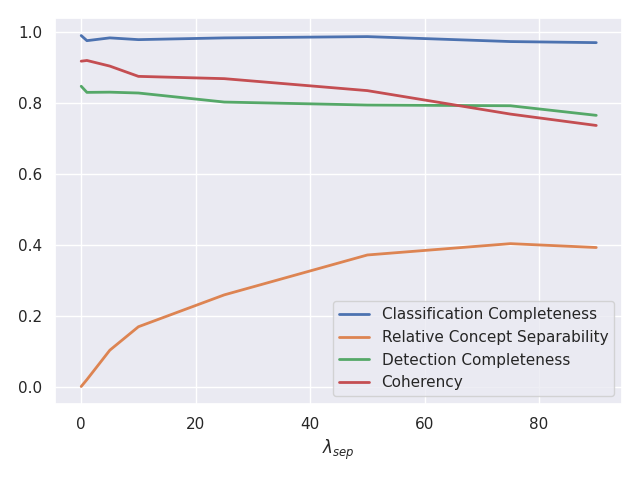 1.0
0.8
0.6
0.4
0.2
0.0
Classification Completeness
Relative Concept Separability
Detection Completeness
Coherency
0 20 40 60 80
λsep